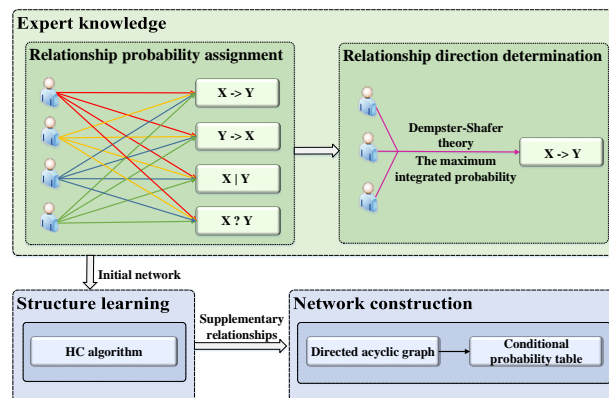 Expert knowledge
Relationship probability assignment
X -> Y
Y -> X
X | Y
X ? Y
Relationship direction determination
Dempster-Shafer
theory
The maximum
integrated probability
X -> Y
Initial network
Structure learning
HC algorithm
Supplementary
relationships
Network construction
Directed acyclic graph
Conditional
probability table